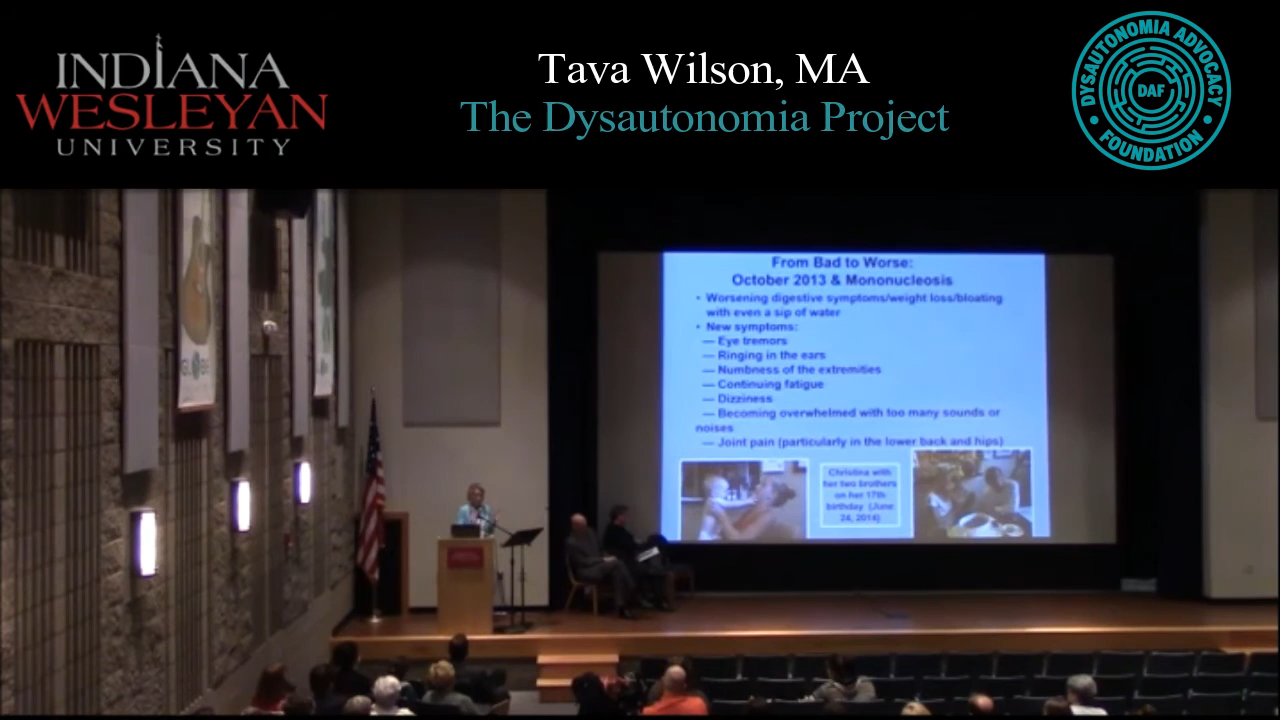 INDIANA
WESLEYAN
UNIVERSITY
Tava Wilson, MA
The Dysautonomia Project
DYSAUTONOMIA ADVOCACY
DAF
FOUNDATION
From Bad to Worse:
October 2013 & Mononucleosis
• Worsening digestive symptoms/weight loss/bloating
with even a sip of water
• New symptoms:
— Eye tremors
— Ringing in the ears
— Numbness of the extremities
— Continuing fatigue
— Dizziness
— Becoming overwhelmed with too many sounds or
noises
— Joint pain (particularly in the lower back and hips)
Christina with
her two brothers
on her 17th
birthday (June
24, 2014)